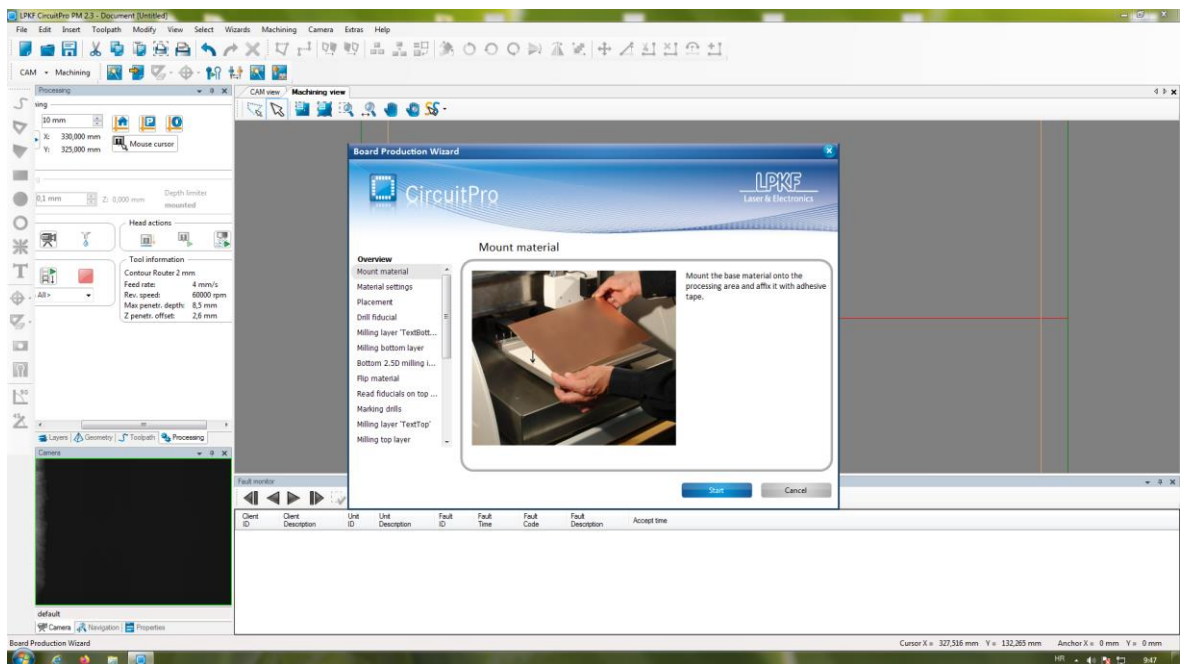 LPKF CircuitPro PM 2.3 - Document [Untitled]
File Edit Insert Toolpath Modify View Select Wizards Machining Camera Extras Help
CAM Machining
Processing
10 mm
X: 330,000 mm
Y: 325,000 mm
Mouse cursor
0,1 mm Z: 0,000 mm Depth limiter
mounted
Head actions
Tool information
Contour Router 2 mm
Feed rate: 4 mm/s
Rev. speed: 60000 rpm
Max penetr. depth: 8,5 mm
Z penetr. offset: 2,6 mm
All>
Layers Geometry Toolpath Processing
Camera
default
Camera Navigation Properties
CAM view Machining view
Board Production Wizard
CircuitPro
LPKF
Laser & Electronics
Mount material
Overview
Mount material
Material settings
Placement
Drill fiducial
Milling layer 'TextBott...
Milling bottom layer
Bottom 2.5D milling i...
Flip material
Read fiducials on top ...
Marking drills
Milling layer 'TextTop'
Milling top layer
Mount the base material onto the
processing area and affix it with adhesive
tape.
Start Cancel
Fault monitor
Client ID Client Description Unit ID Unit Description Fault ID Fault Time Fault Code Fault Description Accept time
Board Production Wizard
Cursor X = 327,516 mm Y = 132,265 mm Anchor X = 0 mm Y = 0 mm
HR 9:47